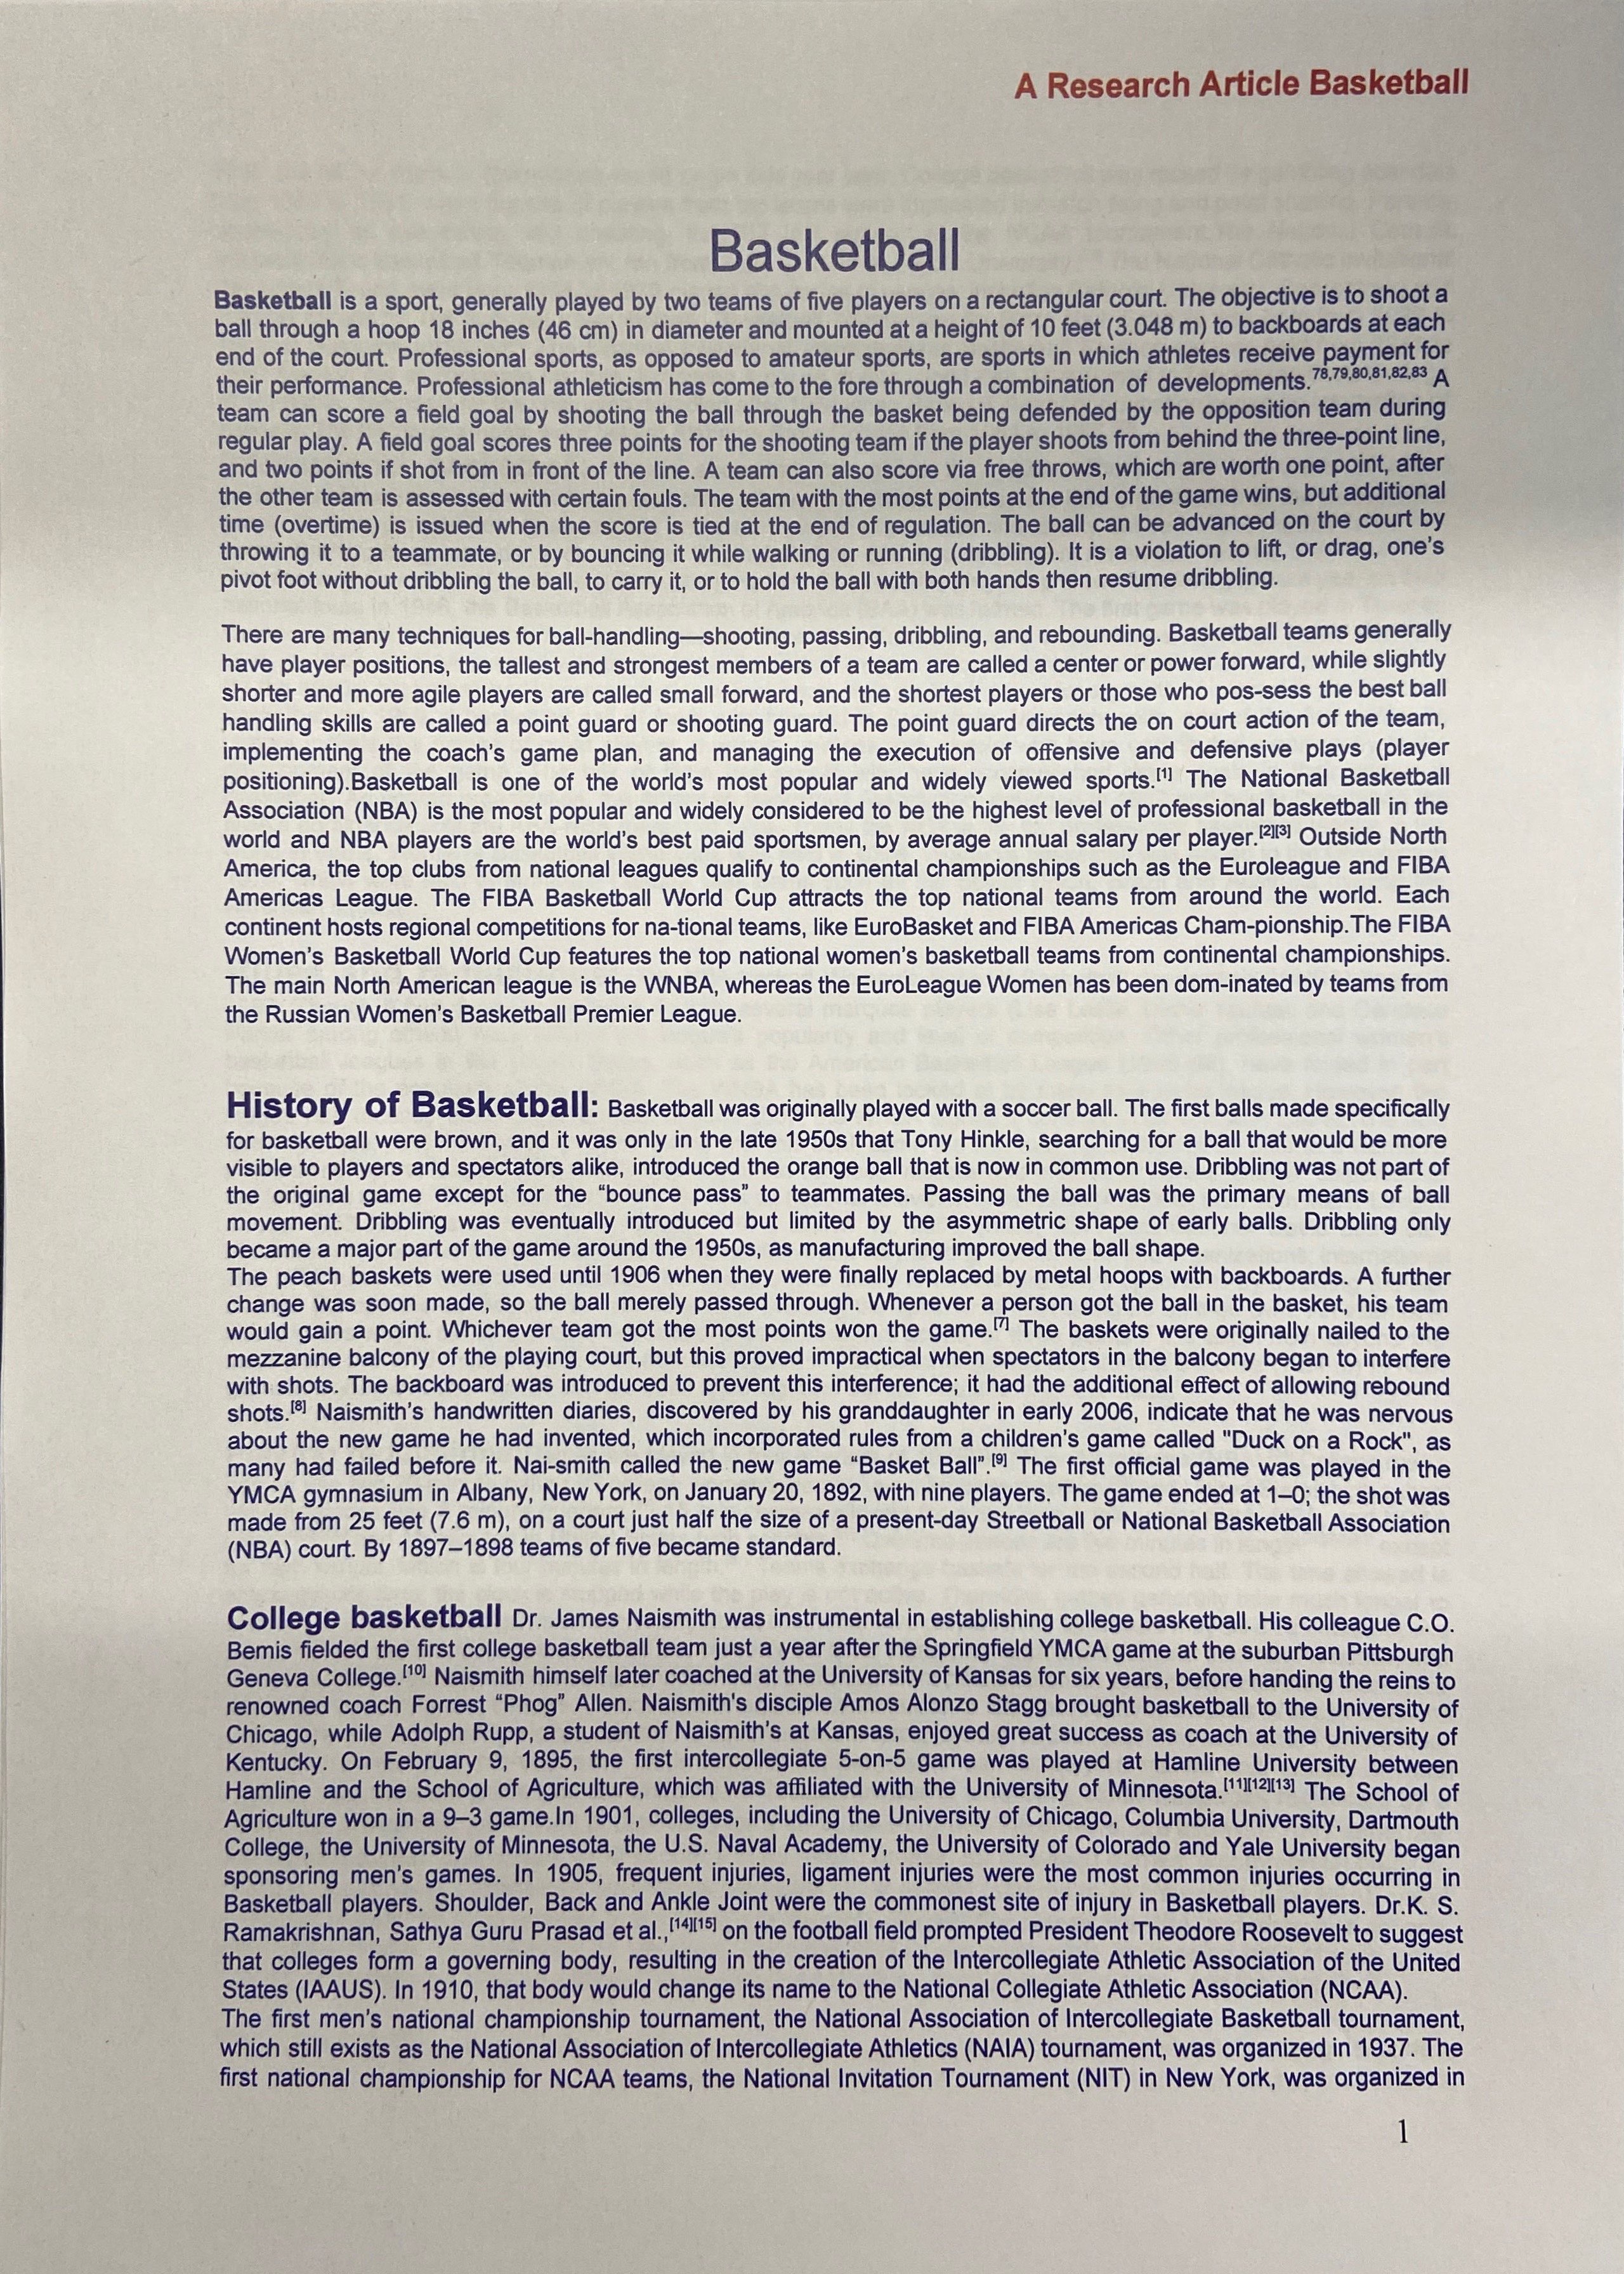 A Research Article Basketball
Basketball
Basketball is a sport, generally played by two teams of five players on a rectangular court. The objective is to shoot a
ball through a hoop 18 inches (46 cm) in diameter and mounted at a height of 10 feet (3.048 m) to backboards at each
end of the court. Professional sports, as opposed to amateur sports, are sports in which athletes receive payment for
their performance. Professional athleticism has come to the fore through a combination of developments.78,79,80,81,82,83 A
team can score a field goal by shooting the ball through the basket being defended by the opposition team during
regular play. A field goal scores three points for the shooting team if the player shoots from behind the three-point line,
and two points if shot from in front of the line. A team can also score via free throws, which are worth one point, after
the other team is assessed with certain fouls. The team with the most points at the end of the game wins, but additional
time (overtime) is issued when the score is tied at the end of regulation. The ball can be advanced on the court by
throwing it to a teammate, or by bouncing it while walking or running (dribbling). It is a violation to lift, or drag, one's
pivot foot without dribbling the ball, to carry it, or to hold the ball with both hands then resume dribbling.
There are many techniques for ball-handling—shooting, passing, dribbling, and rebounding. Basketball teams generally
have player positions, the tallest and strongest members of a team are called a center or power forward, while slightly
shorter and more agile players are called small forward, and the shortest players or those who pos-sess the best ball
handling skills are called a point guard or shooting guard. The point guard directs the on court action of the team,
implementing the coach's game plan, and managing the execution of offensive and defensive plays (player
positioning).Basketball is one of the world's most popular and widely viewed sports.[1] The National Basketball
Association (NBA) is the most popular and widely considered to be the highest level of professional basketball in the
world and NBA players are the world's best paid sportsmen, by average annual salary per player.[2][3] Outside North
America, the top clubs from national leagues qualify to continental championships such as the Euroleague and FIBA
Americas League. The FIBA Basketball World Cup attracts the top national teams from around the world. Each
continent hosts regional competitions for na-tional teams, like EuroBasket and FIBA Americas Cham-pionship.The FIBA
Women's Basketball World Cup features the top national women's basketball teams from continental championships.
The main North American league is the WNBA, whereas the EuroLeague Women has been dom-inated by teams from
the Russian Women's Basketball Premier League.
History of Basketball: Basketball was originally played with a soccer ball. The first balls made specifically
for basketball were brown, and it was only in the late 1950s that Tony Hinkle, searching for a ball that would be more
visible to players and spectators alike, introduced the orange ball that is now in common use. Dribbling was not part of
the original game except for the “bounce pass” to teammates. Passing the ball was the primary means of ball
movement. Dribbling was eventually introduced but limited by the asymmetric shape of early balls. Dribbling only
became a major part of the game around the 1950s, as manufacturing improved the ball shape.
The peach baskets were used until 1906 when they were finally replaced by metal hoops with backboards. A further
change was soon made, so the ball merely passed through. Whenever a person got the ball in the basket, his team
would gain a point. Whichever team got the most points won the game.[7] The baskets were originally nailed to the
mezzanine balcony of the playing court, but this proved impractical when spectators in the balcony began to interfere
with shots. The backboard was introduced to prevent this interference; it had the additional effect of allowing rebound
shots.[8] Naismith's handwritten diaries, discovered by his granddaughter in early 2006, indicate that he was nervous
about the new game he had invented, which incorporated rules from a children's game called "Duck on a Rock", as
many had failed before it. Nai-smith called the new game “Basket Ball”.[9] The first official game was played in the
YMCA gymnasium in Albany, New York, on January 20, 1892, with nine players. The game ended at 1–0; the shot was
made from 25 feet (7.6 m), on a court just half the size of a present-day Streetball or National Basketball Association
(NBA) court. By 1897–1898 teams of five became standard.
College basketball Dr. James Naismith was instrumental in establishing college basketball. His colleague C.O.
Bemis fielded the first college basketball team just a year after the Springfield YMCA game at the suburban Pittsburgh
Geneva College.[10] Naismith himself later coached at the University of Kansas for six years, before handing the reins to
renowned coach Forrest “Phog” Allen. Naismith's disciple Amos Alonzo Stagg brought basketball to the University of
Chicago, while Adolph Rupp, a student of Naismith's at Kansas, enjoyed great success as coach at the University of
Kentucky. On February 9, 1895, the first intercollegiate 5-on-5 game was played at Hamline University between
Hamline and the School of Agriculture, which was affiliated with the University of Minnesota.[11][12][13] The School of
Agriculture won in a 9–3 game.In 1901, colleges, including the University of Chicago, Columbia University, Dartmouth
College, the University of Minnesota, the U.S. Naval Academy, the University of Colorado and Yale University began
sponsoring men's games. In 1905, frequent injuries, ligament injuries were the most common injuries occurring in
Basketball players. Shoulder, Back and Ankle Joint were the commonest site of injury in Basketball players. Dr.K. S.
Ramakrishnan, Sathya Guru Prasad et al.,[14][15] on the football field prompted President Theodore Roosevelt to suggest
that colleges form a governing body, resulting in the creation of the Intercollegiate Athletic Association of the United
States (IAAUS). In 1910, that body would change its name to the National Collegiate Athletic Association (NCAA).
The first men's national championship tournament, the National Association of Intercollegiate Basketball tournament,
which still exists as the National Association of Intercollegiate Athletics (NAIA) tournament, was organized in 1937. The
first national championship for NCAA teams, the National Invitation Tournament (NIT) in New York, was organized in
1